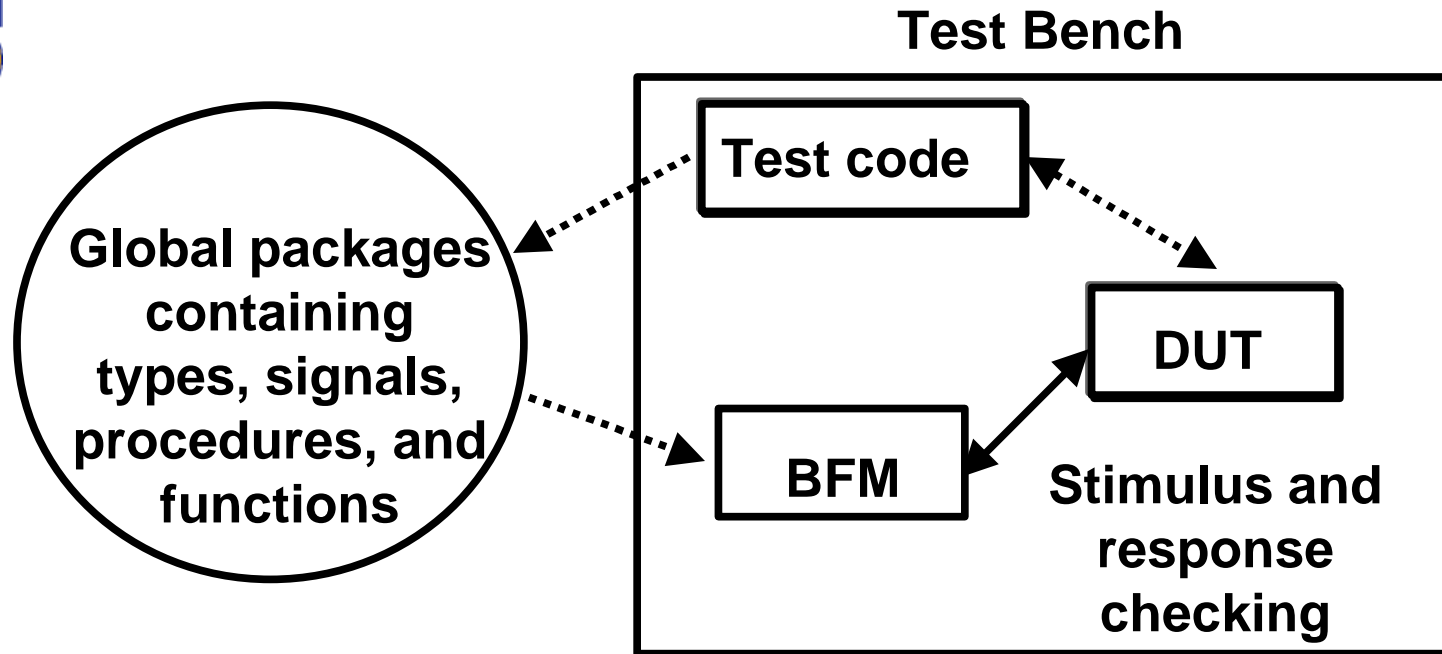 Test Bench
Test code
Global packages
containing
types, signals,
procedures, and
functions
DUT
BFM
Stimulus and
response
checking